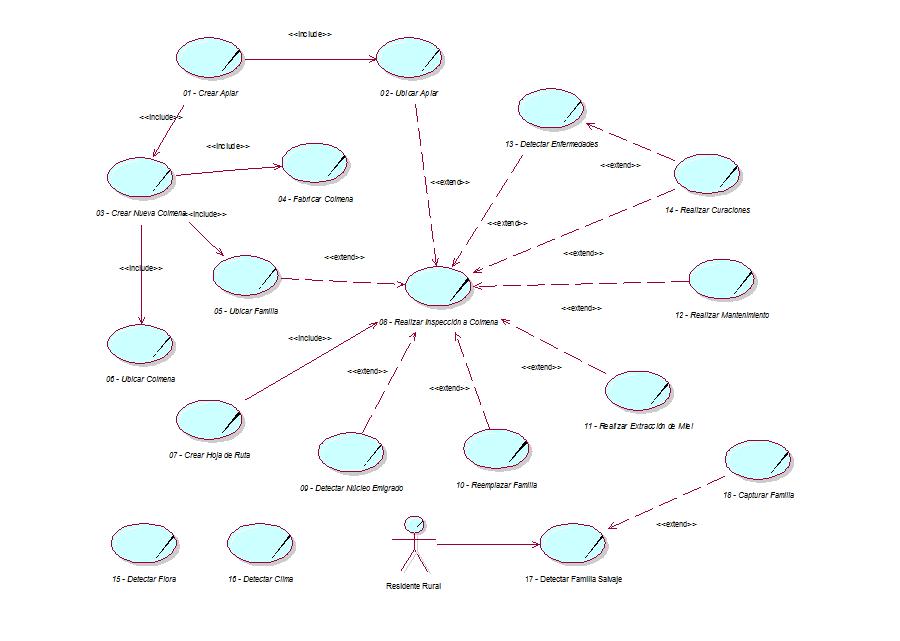 <<include>>
01 - Crear Apiar
02 - Ubicar Apiar
<<include>>
<<include>>
13 - Detectar Enfermedades
<<extend>>
04 - Fabricar Colmena
<<extend>>
14 - Realizar Curaciones
03 - Crear Nueva Colmena
<<include>>
<<extend>>
<<extend>>
<<extend>>
<<include>>
05 - Ubicar Familia
<<extend>>
12 - Realizar Mantenimiento
08 - Realizar Inspección a Colmena
<<include>>
<<extend>>
<<extend>>
<<extend>>
06 - Ubicar Colmena
11 - Realizar Extracción de Miel
07 - Crear Hoja de Ruta
09 - Detectar Núcleo Emigrado
10 - Reemplazar Familia
18 - Capturar Familia
<<extend>>
15 - Detectar Flora
16 - Detectar Clima
Residente Rural
17 - Detectar Familia Salvaje